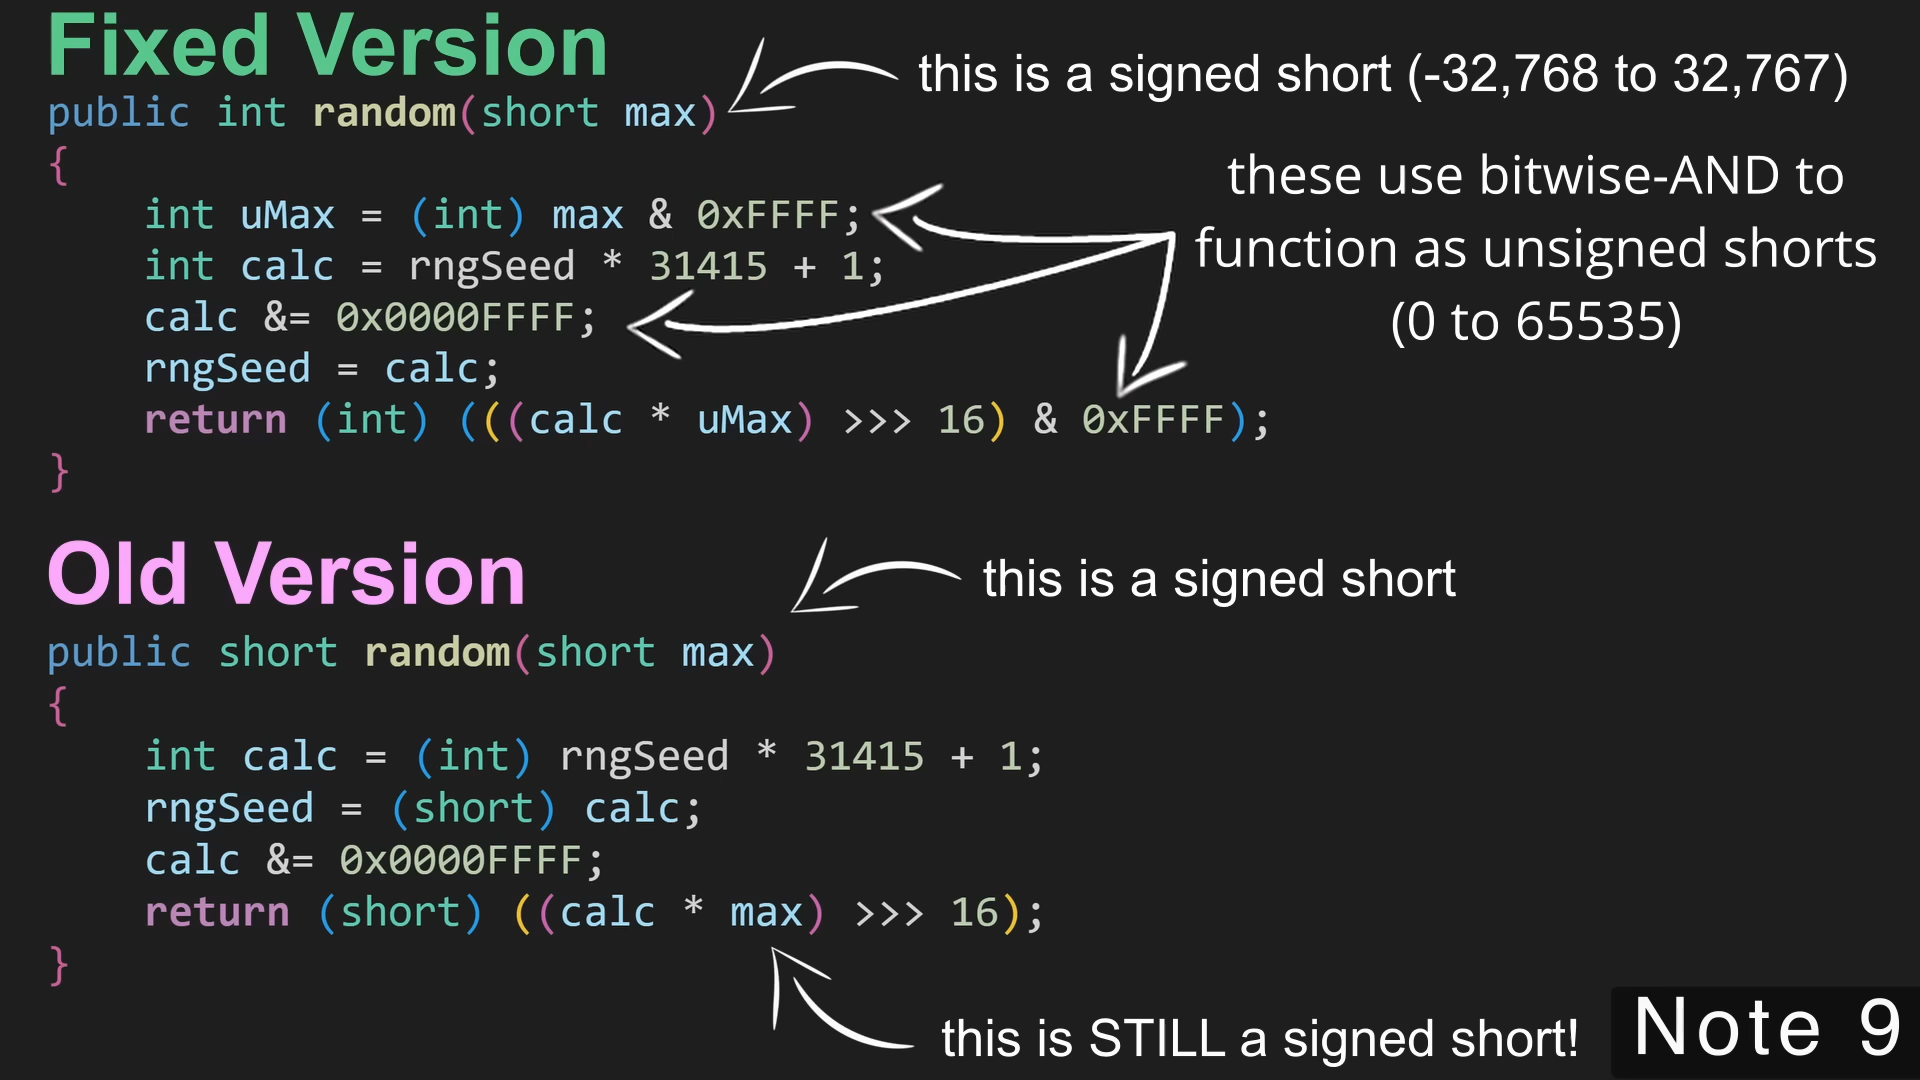 Fixed Version
this is a signed short (-32,768 to 32,767)
public int random(short max)
{
these use bitwise-AND to
function as unsigned shorts
(0 to 65535)
int uMax = (int) max & 0xFFFF;
int calc = rngSeed * 31415 + 1;
calc &= 0x0000FFFF;
rngSeed = calc;
return (int) (((calc * uMax) >>> 16) & 0xFFFF);
}
Old Version
this is a signed short
public short random(short max)
{
int calc = (int) rngSeed * 31415 + 1;
rngSeed = (short) calc;
calc &= 0x0000FFFF;
return (short) ((calc * max) >>> 16);
}
this is STILL a signed short!
Note 9